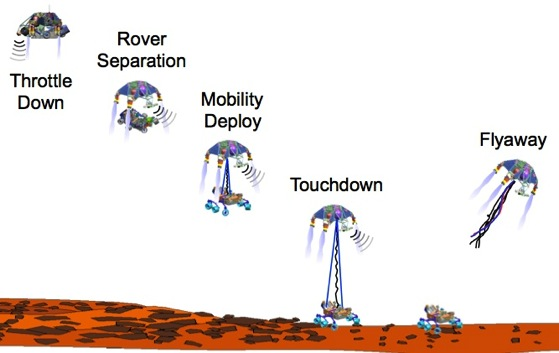 Throttle
Down
Rover
Separation
Mobility
Deploy
Touchdown
Flyaway